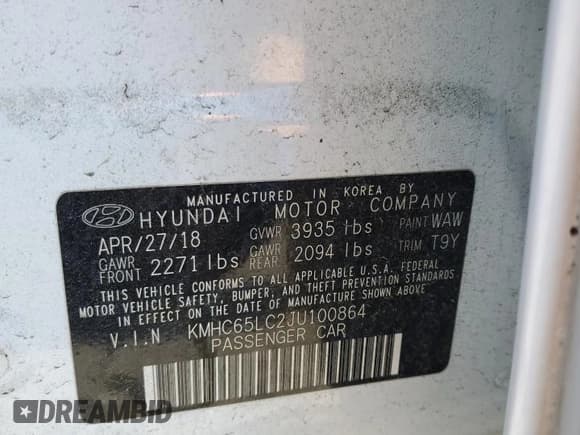 MANUFACTURED IN KOREA BY
HYUNDAI MOTOR COMPANY
APR/27/18 GVWR 3935 lbs PAINT WAW
GAWR FRONT 2271 lbs GAWR REAR 2094 lbs TRIM T9Y
THIS VEHICLE CONFORMS TO ALL APPLICABLE U.S.A. FEDERAL
MOTOR VEHICLE SAFETY, BUMPER, AND THEFT PREVENTION STANDARDS
IN EFFECT ON THE DATE OF MANUFACTURE SHOWN ABOVE.
V.I.N KMHC65LC2JU100864
PASSENGER CAR
DREAMBID